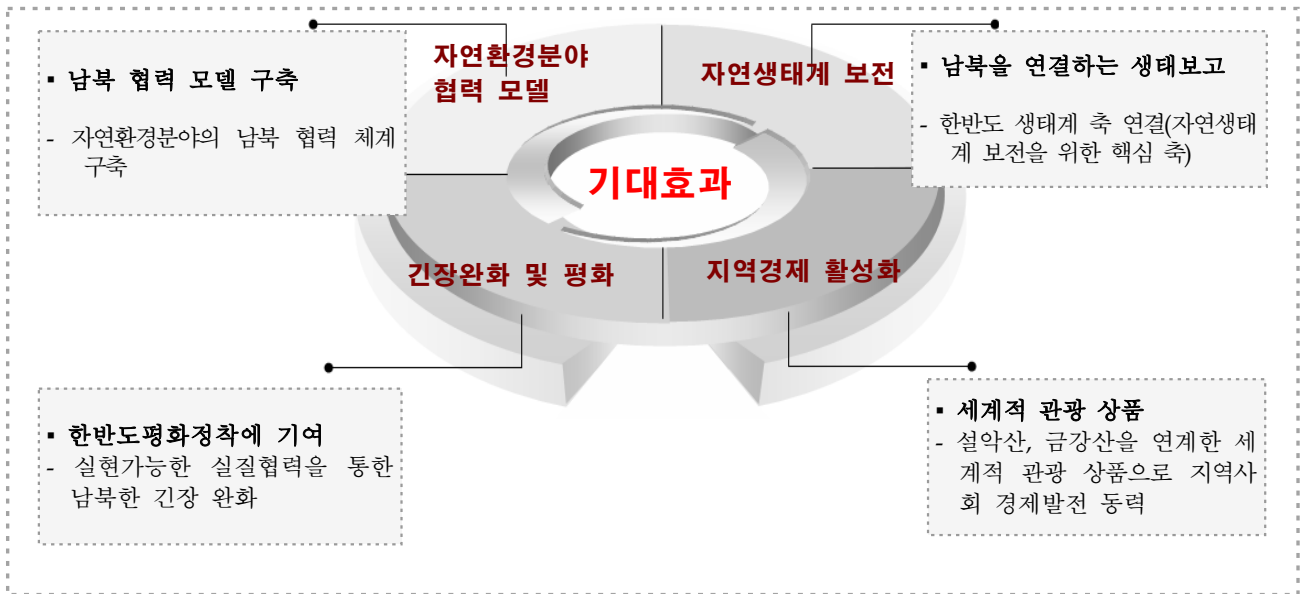 ▪ 남북 협력 모델 구축
- 자연환경분야의 남북 협력 체계
구축
자연환경분야
협력 모델
자연생태계 보전
▪ 남북을 연결하는 생태보고
- 한반도 생태계 축 연결(자연생태
계 보전을 위한 핵심 축)
기대효과
긴장완화 및 평화
지역경제 활성화
▪ 한반도평화정착에 기여
- 실현가능한 실질협력을 통한
남북한 긴장 완화
▪ 세계적 관광 상품
- 설악산, 금강산을 연계한 세
계적 관광 상품으로 지역사
회 경제발전 동력